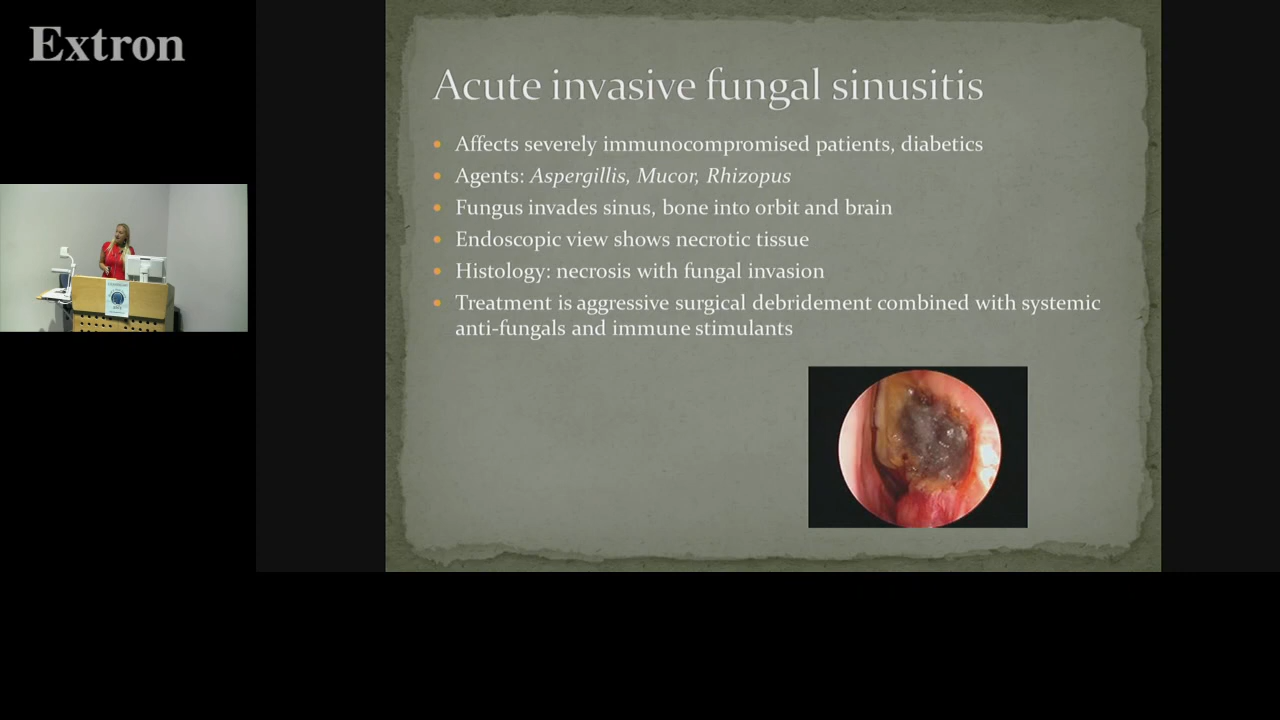 Extron
Acute invasive fungal sinusitis
• Affects severely immunocompromised patients, diabetics
• Agents: Aspergillis, Mucor, Rhizopus
• Fungus invades sinus, bone into orbit and brain
• Endoscopic view shows necrotic tissue
• Histology: necrosis with fungal invasion
• Treatment is aggressive surgical debridement combined with systemic
anti-fungals and immune stimulants